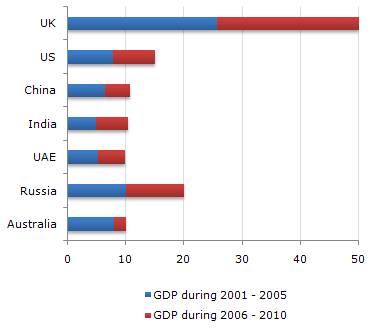 UK
US
China
India
UAE
Russia
Australia
0 10 20 30 40 50
GDP during 2001 - 2005
GDP during 2006 - 2010